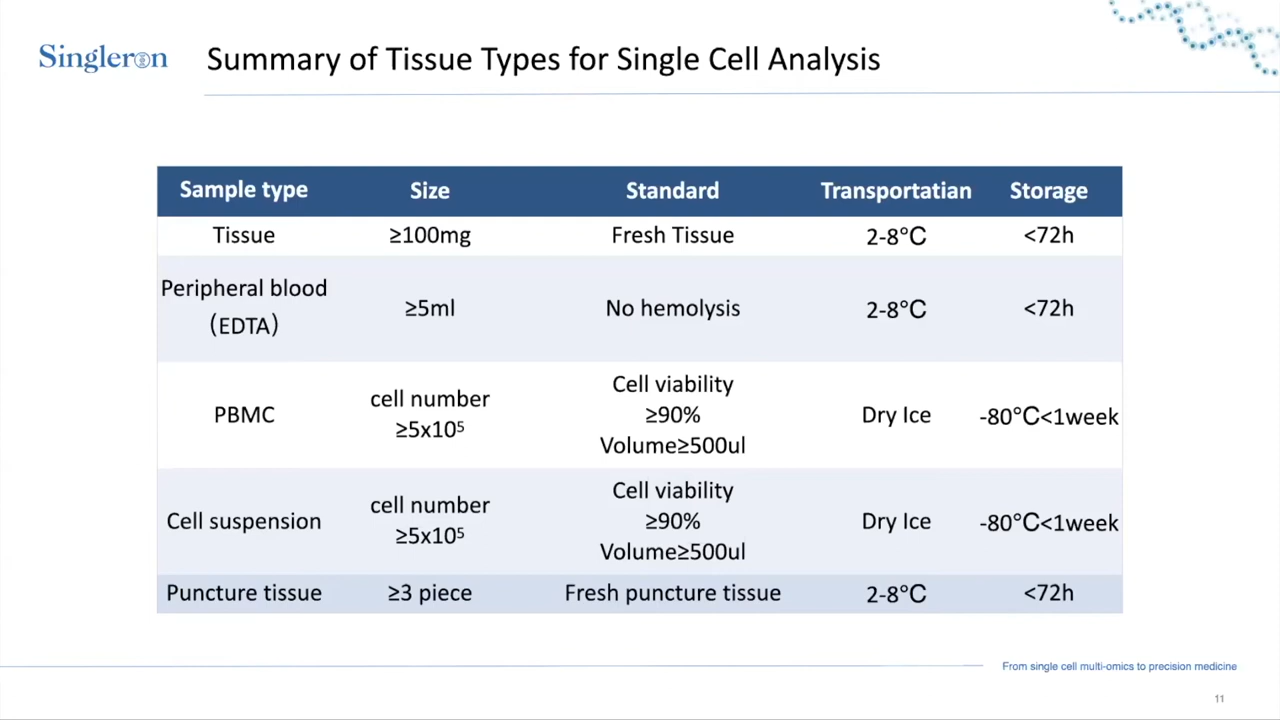 Singleron
Summary of Tissue Types for Single Cell Analysis
Sample type Size Standard Transportatian Storage
Tissue ≥100mg Fresh Tissue 2-8℃ <72h
Peripheral blood
（EDTA） ≥5ml No hemolysis 2-8℃ <72h
PBMC cell number
≥5x10⁵ Cell viability
≥90%
Volume≥500ul Dry Ice -80℃<1week
Cell suspension cell number
≥5x10⁵ Cell viability
≥90%
Volume≥500ul Dry Ice -80℃<1week
Puncture tissue ≥3 piece Fresh puncture tissue 2-8℃ <72h
From single cell multi-omics to precision medicine
11